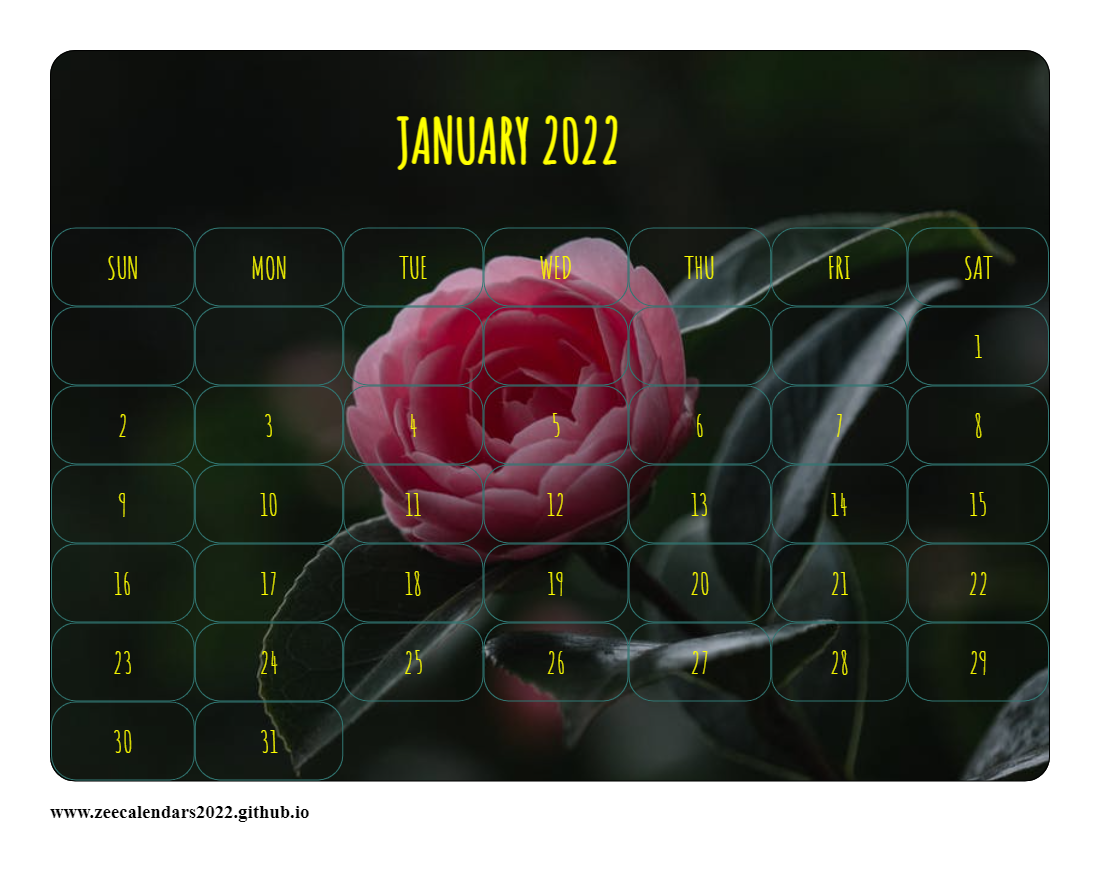 JANUARY 2022
SUN MON TUE WED THU FRI SAT
1
2 3 4 5 6 7 8
9 10 11 12 13 14 15
16 17 18 19 20 21 22
23 24 25 26 27 28 29
30 31
www.zeecalendars2022.github.io